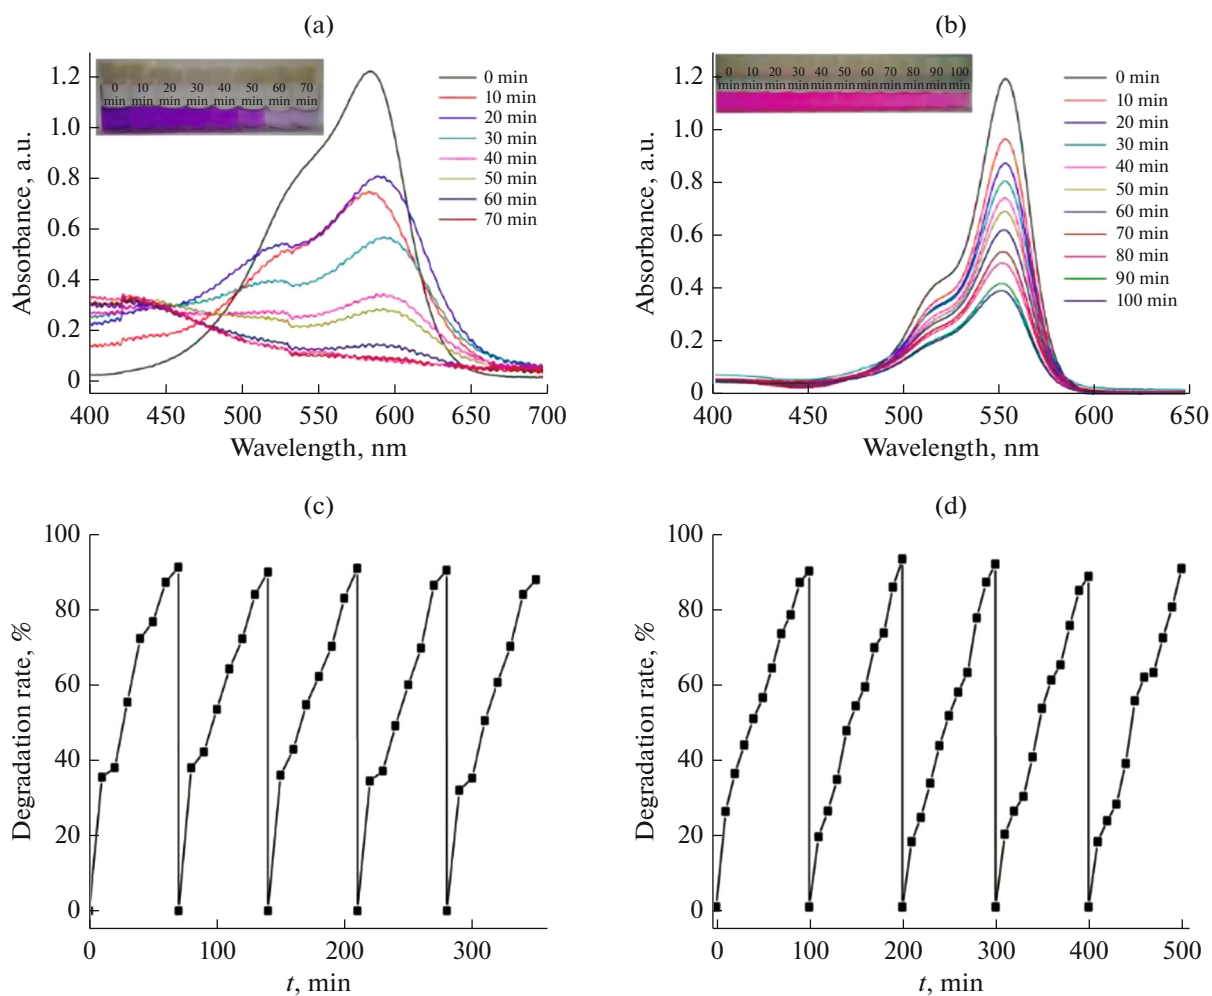 (a)
1.2
1.0
0.8
0.6
0.4
0.2
0
Absorbance, a.u.
0 10 20 30 40 50 60 70
min min min min min min min min
0 min
10 min
20 min
30 min
40 min
50 min
60 min
70 min
400 450 500 550 600 650 700
Wavelength, nm
(b)
1.2
1.0
0.8
0.6
0.4
0.2
0
Absorbance, a.u.
0 10 20 30 40 50 60 70 80 90 100
min min min min min min min min min min min
0 min
10 min
20 min
30 min
40 min
50 min
60 min
70 min
80 min
90 min
100 min
400 450 500 550 600 650
Wavelength, nm
(c)
100
80
60
40
20
0
Degradation rate, %
0 100 200 300
t, min
(d)
100
80
60
40
20
0
Degradation rate, %
0 100 200 300 400 500
t, min